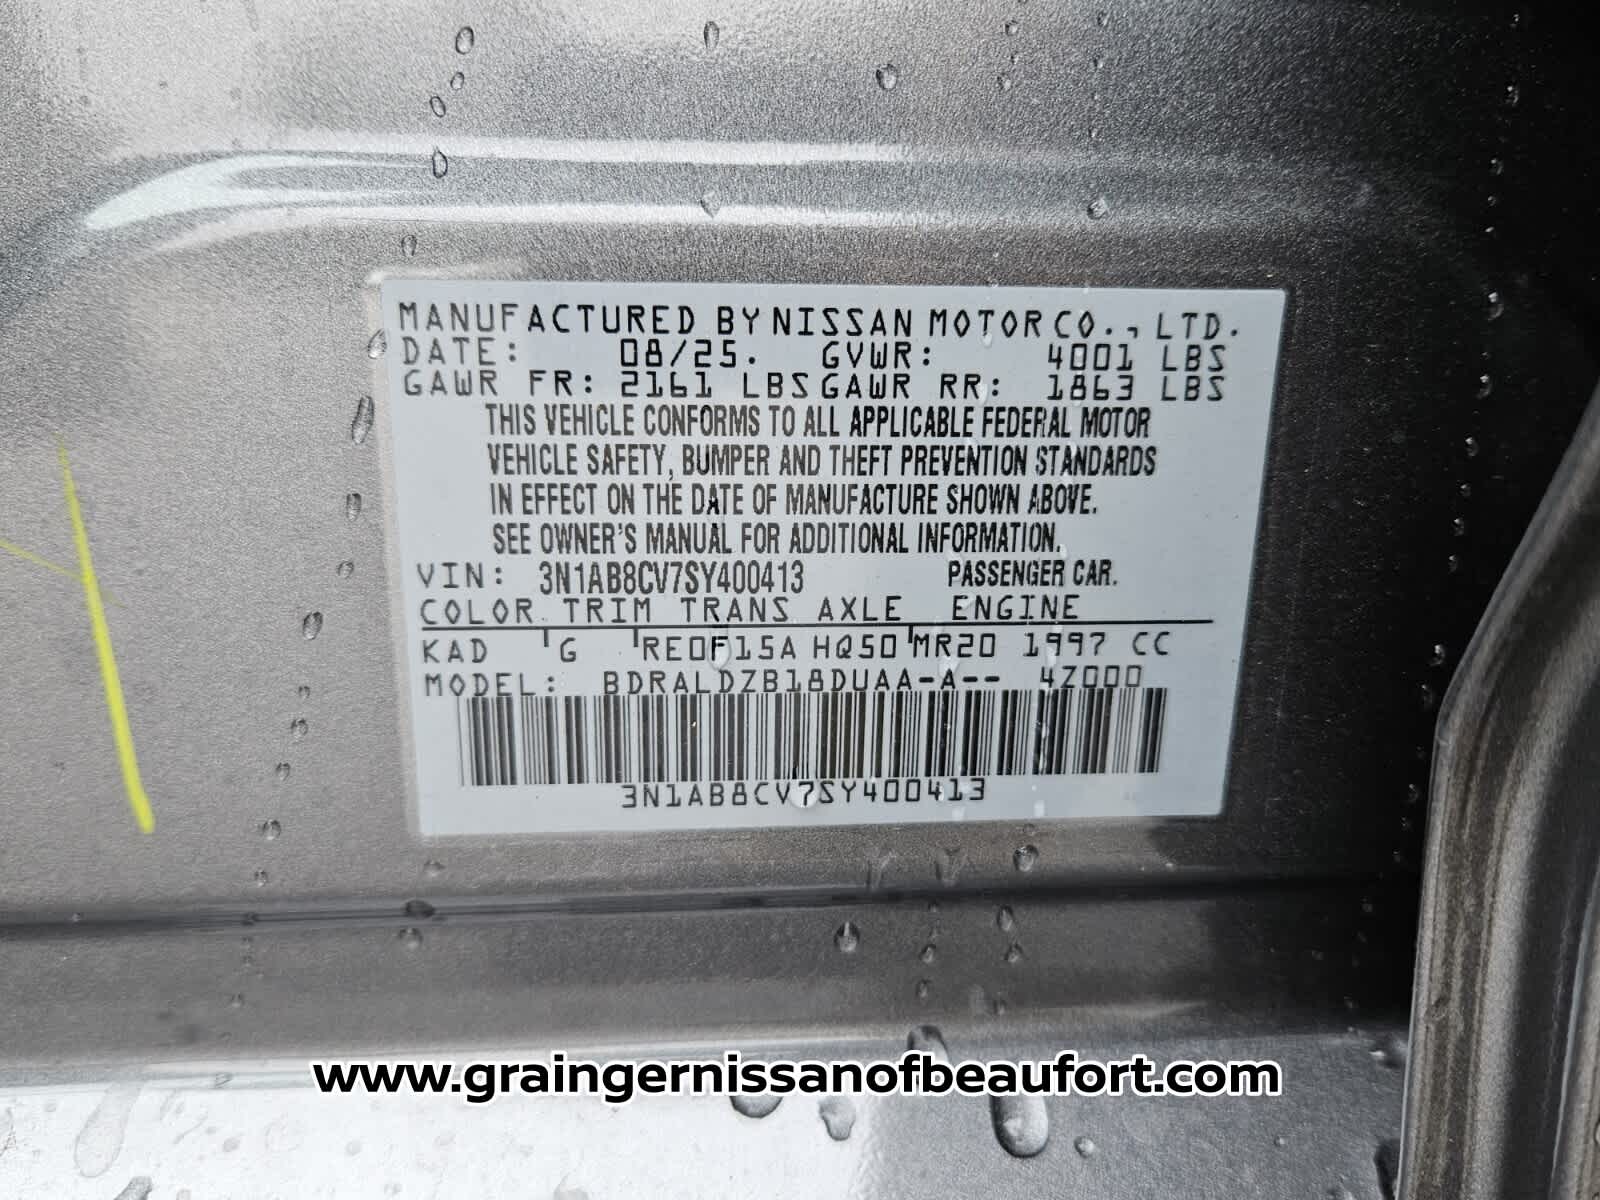 MANUFACTURED BY NISSAN MOTOR CO., LTD.
DATE: 08/25. GVWR: 4001 LBS
GAWR FR: 2161 LBS GAWR RR: 1863 LBS
THIS VEHICLE CONFORMS TO ALL APPLICABLE FEDERAL MOTOR
VEHICLE SAFETY, BUMPER AND THEFT PREVENTION STANDARDS
IN EFFECT ON THE DATE OF MANUFACTURE SHOWN ABOVE.
SEE OWNER'S MANUAL FOR ADDITIONAL INFORMATION.
VIN: 3N1AB8CV7SY400413 PASSENGER CAR.
COLOR TRIM TRANS AXLE ENGINE
KAD G RE0F15A HQ50 MR20 1997 CC
MODEL: BDRALDZB18DUAA-A-- 4Z000
3N1AB8CV7SY400413
www.graingernissanofbeaufort.com